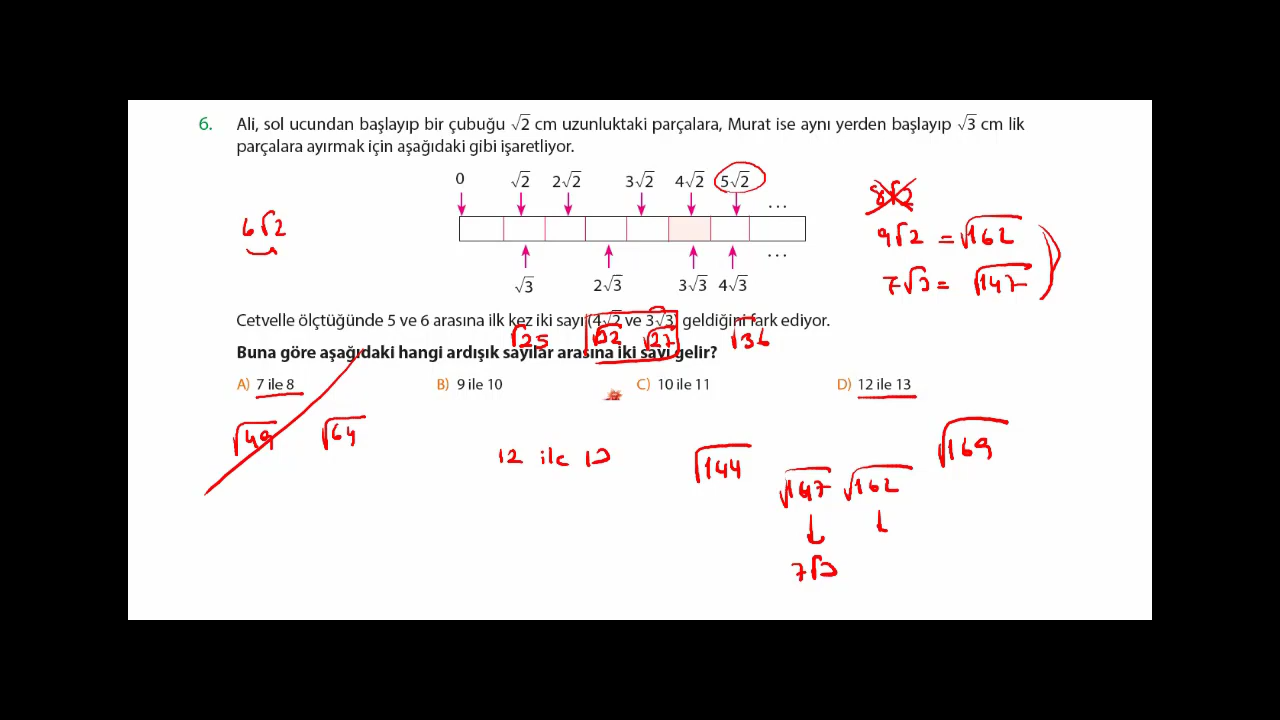 6. Ali, sol ucundan başlayıp bir çubuğu √2 cm uzunluktaki parçalara, Murat ise aynı yerden başlayıp √3 cm lik
parçalara ayırmak için aşağıdaki gibi işaretliyor.
0 √2 2√2 3√2 4√2 5√2 ...
...
√3 2√3 3√3 4√3
6√2
8√2
9√2 = √162
7√3 = √147
Cetvelle ölçtüğünde 5 ve 6 arasına ilk kez iki sayı (4√2 ve 3√3) geldiğini fark ediyor.
√25 √32 √27 √36
Buna göre aşağıdaki hangi ardışık sayılar arasına iki sayı gelir?
A) 7 ile 8 B) 9 ile 10 C) 10 ile 11 D) 12 ile 13
√49 √64
12 ile 13 √144 √147 √162 √169
7√3